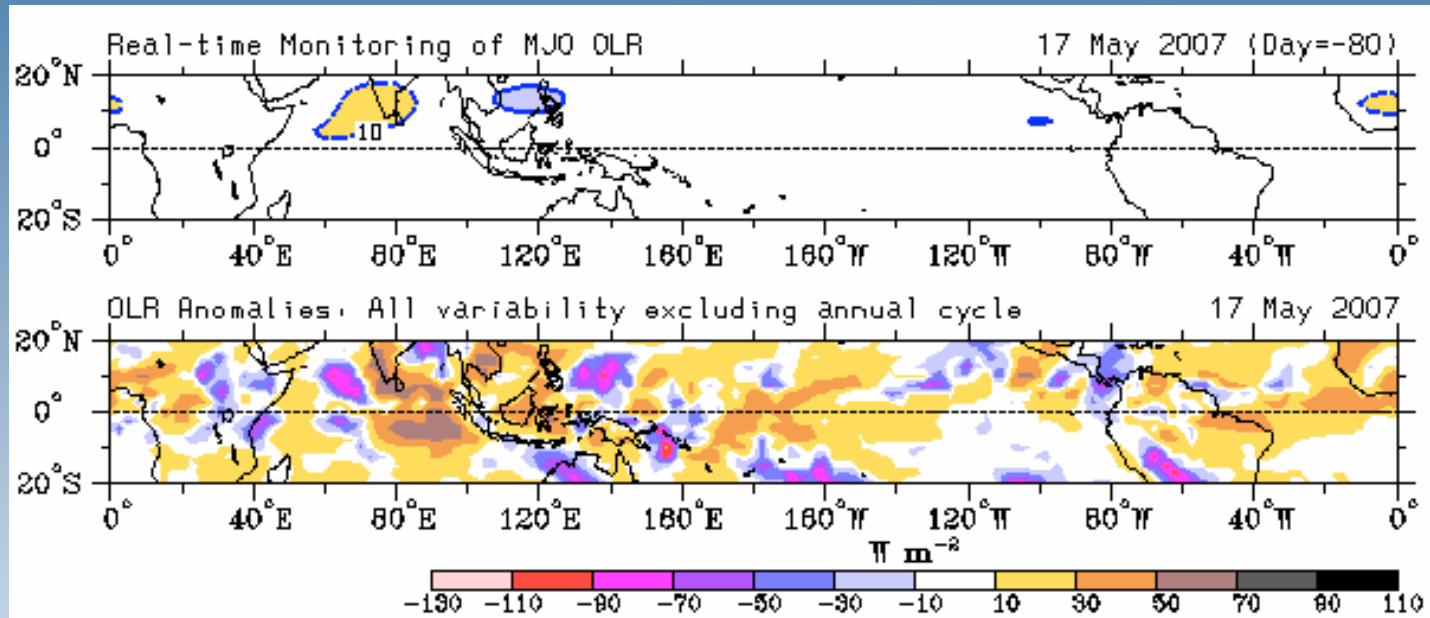 Real-time Monitoring of MJO OLR 17 May 2007 (Day=-80)
20°N
10
0°
20°S
0° 40°E 80°E 120°E 160°E 160°W 120°W 80°W 40°W 0°
OLR Anomalies. All variability excluding annual cycle 17 May 2007
20°N
0°
20°S
0° 40°E 80°E 120°E 160°E 160°W 120°W 80°W 40°W 0°
W m⁻²
-130 -110 -90 -70 -50 -30 -10 10 30 50 70 90 110